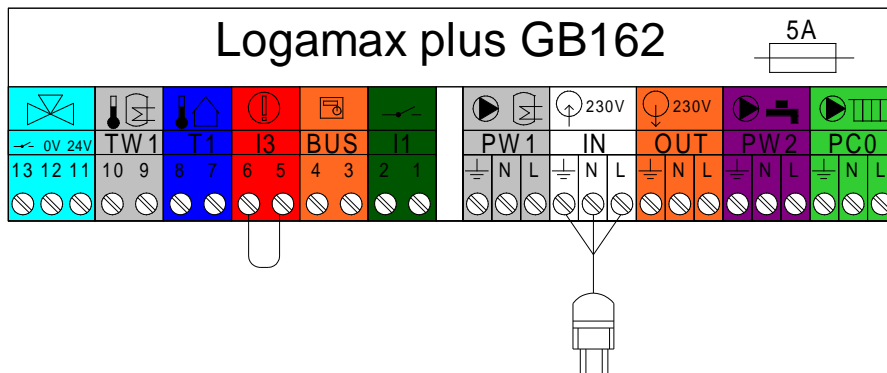 Logamax plus GB162
5A
230V 230V
0V 24V TW1 T1 I3 BUS I1 PW1 IN OUT PW2 PC0
13 12 11 10 9 8 7 6 5 4 3 2 1 N L N L N L N L N L